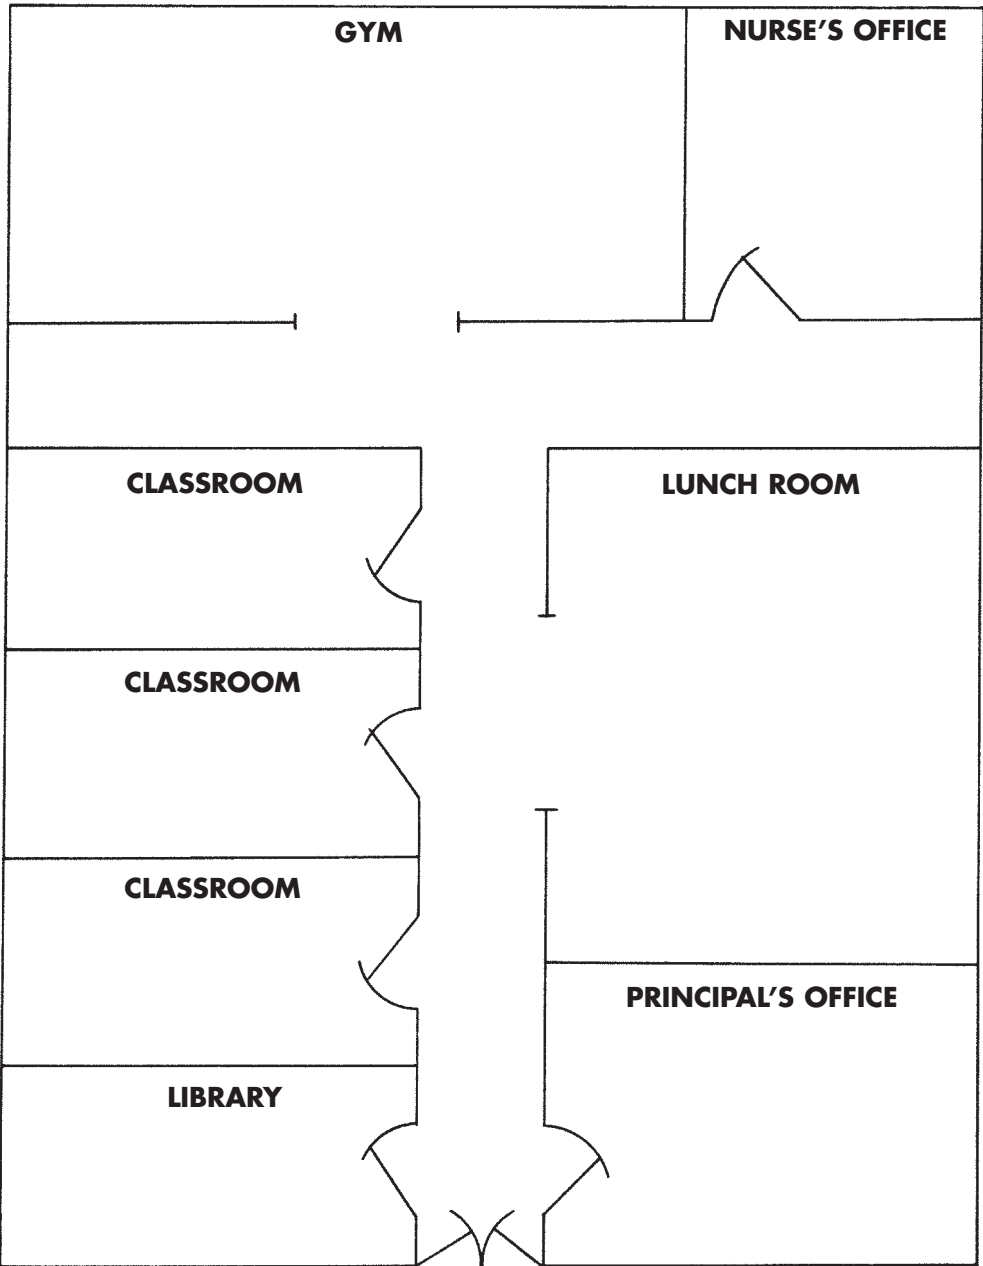 GYM
NURSE'S OFFICE
CLASSROOM
LUNCH ROOM
CLASSROOM
CLASSROOM
PRINCIPAL'S OFFICE
LIBRARY